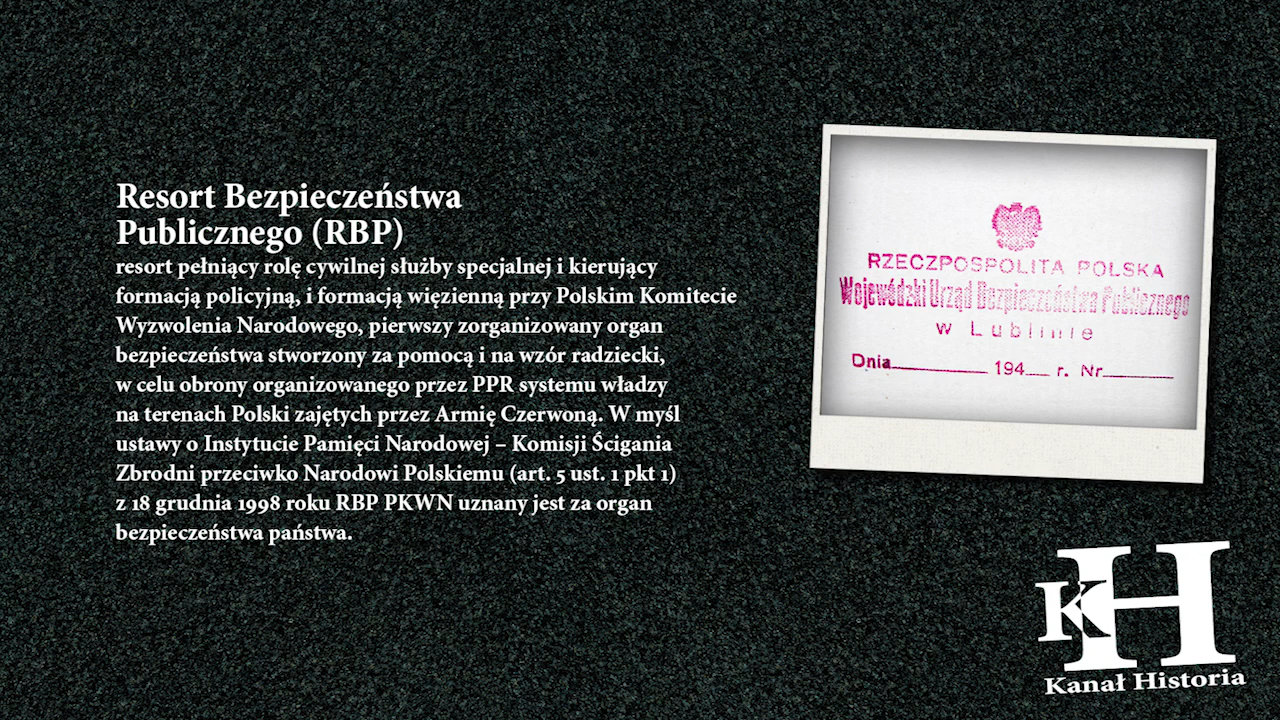 Resort Bezpieczeństwa
Publicznego (RBP)
resort pełniący rolę cywilnej służby specjalnej i kierujący
formacją policyjną, i formacją więzienną przy Polskim Komitecie
Wyzwolenia Narodowego, pierwszy zorganizowany organ
bezpieczeństwa stworzony za pomocą i na wzór radziecki,
w celu obrony organizowanego przez PPR systemu władzy
na terenach Polski zajętych przez Armię Czerwoną. W myśl
ustawy o Instytucie Pamięci Narodowej – Komisji Ścigania
Zbrodni przeciwko Narodowi Polskiemu (art. 5 ust. 1 pkt 1)
z 18 grudnia 1998 roku RBP PKWN uznany jest za organ
bezpieczeństwa państwa.
RZECZPOSPOLITA POLSKA
Wojewódzki Urząd Bezpieczeństwa Publicznego
w Lublinie
Dnia_______ 194__ r. Nr_______
KH
Kanał Historia